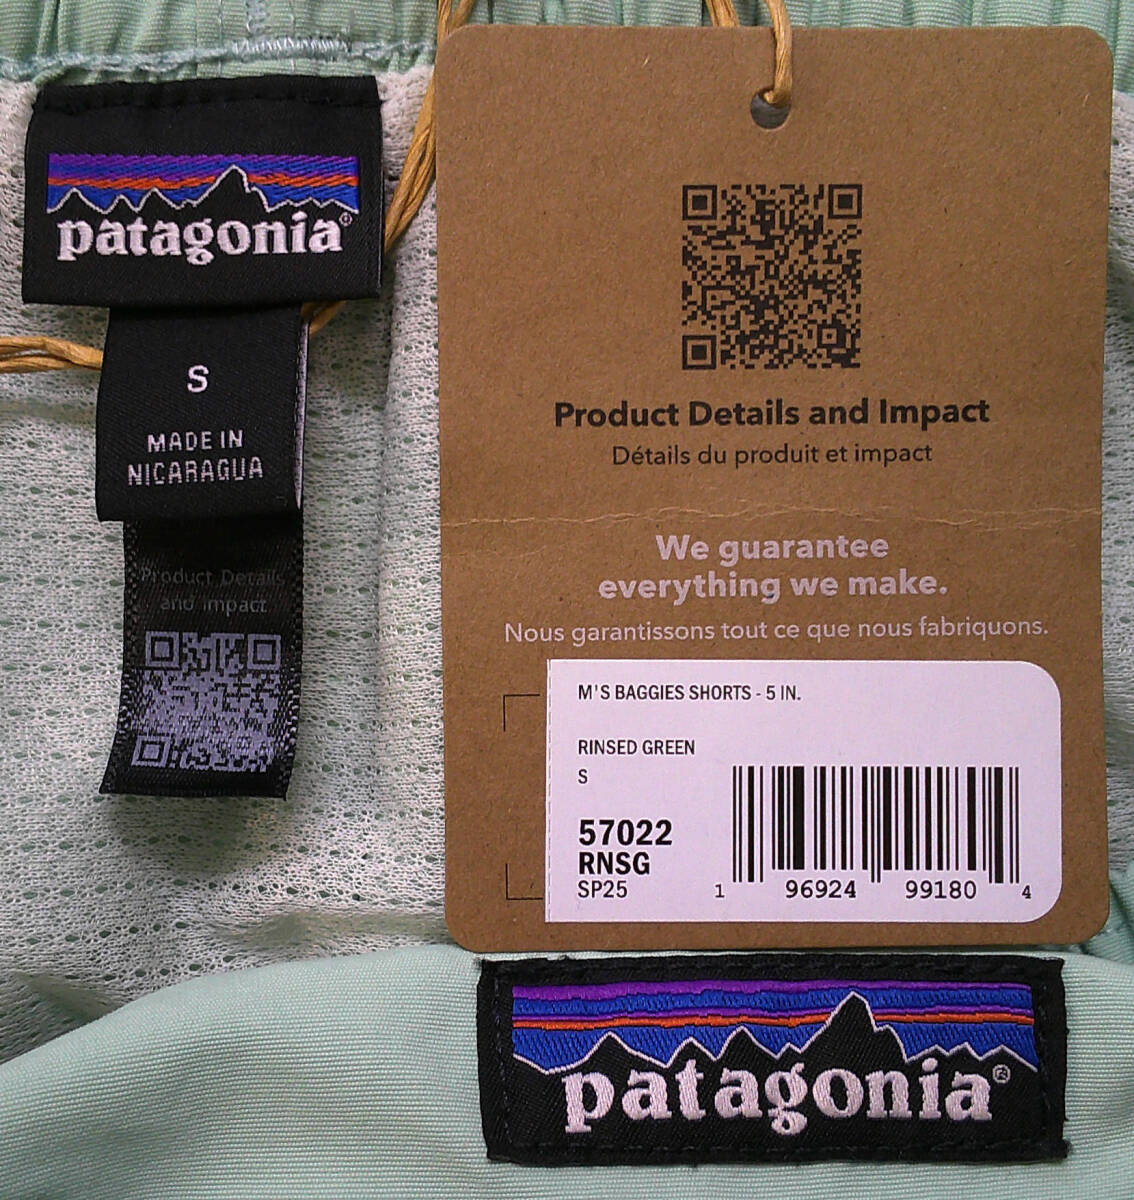 patagonia®
S
MADE IN
NICARAGUA
Product Details
and Impact
Product Details and Impact
Détails du produit et impact
We guarantee
everything we make.
Nous garantissons tout ce que nous fabriquons.
M'S BAGGIES SHORTS - 5 IN.
RINSED GREEN
S
57022
RNSG
SP25
1 96924 99180 4
patagonia®